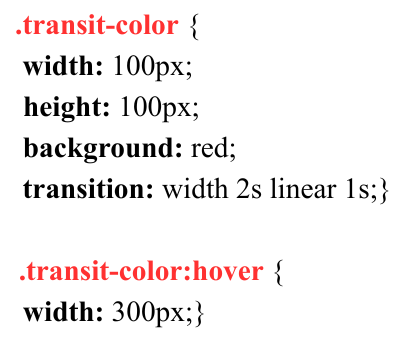 .transit-color {
width: 100px;
height: 100px;
background: red;
transition: width 2s linear 1s;}
.transit-color:hover {
width: 300px;}